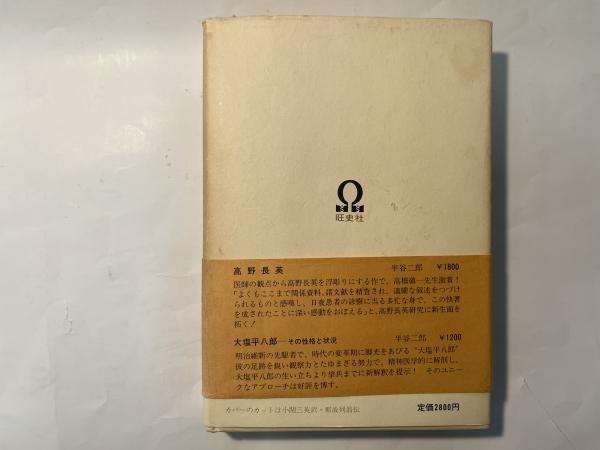 旺史社
高野長英 半谷二郎 ¥1800
医師の観点から高野長英を浮彫りにする作で、高橋磌一先生激賞！
「よくもここまで関係資料、諸文献を精査され、適確な叙述をつづけ
られるものと感嘆し、日夜患者の診療に当る多忙な身で、この快著
を成されたことに深い感動をおぼえる」と、高野長英研究に新生面を
拓く！
大塩平八郎―その性格と状況 半谷二郎 ¥1200
明治維新の先駆者で、時代の変革期に脚光をあびる“大塩平八郎”
彼の足跡を鋭い観察力とたゆまざる努力で、精神医学的に解剖し、
大塩平八郎の生い立ちより挙兵までに新解釈を提示！ そのユニー
クなアプローチは好評を博す。
カバーのカットは小関三英訳・那波列翁伝
定価2800円